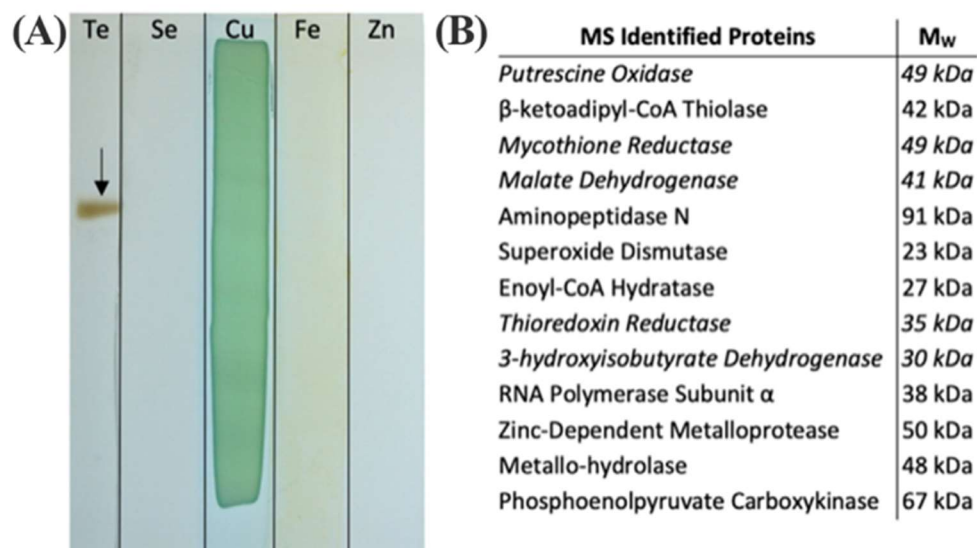 (A) Te Se Cu Fe Zn
(B) MS Identified Proteins Mw
Putrescine Oxidase 49 kDa
β-ketoadipyl-CoA Thiolase 42 kDa
Mycothione Reductase 49 kDa
Malate Dehydrogenase 41 kDa
Aminopeptidase N 91 kDa
Superoxide Dismutase 23 kDa
Enoyl-CoA Hydratase 27 kDa
Thioredoxin Reductase 35 kDa
3-hydroxyisobutyrate Dehydrogenase 30 kDa
RNA Polymerase Subunit α 38 kDa
Zinc-Dependent Metalloprotease 50 kDa
Metallo-hydrolase 48 kDa
Phosphoenolpyruvate Carboxykinase 67 kDa